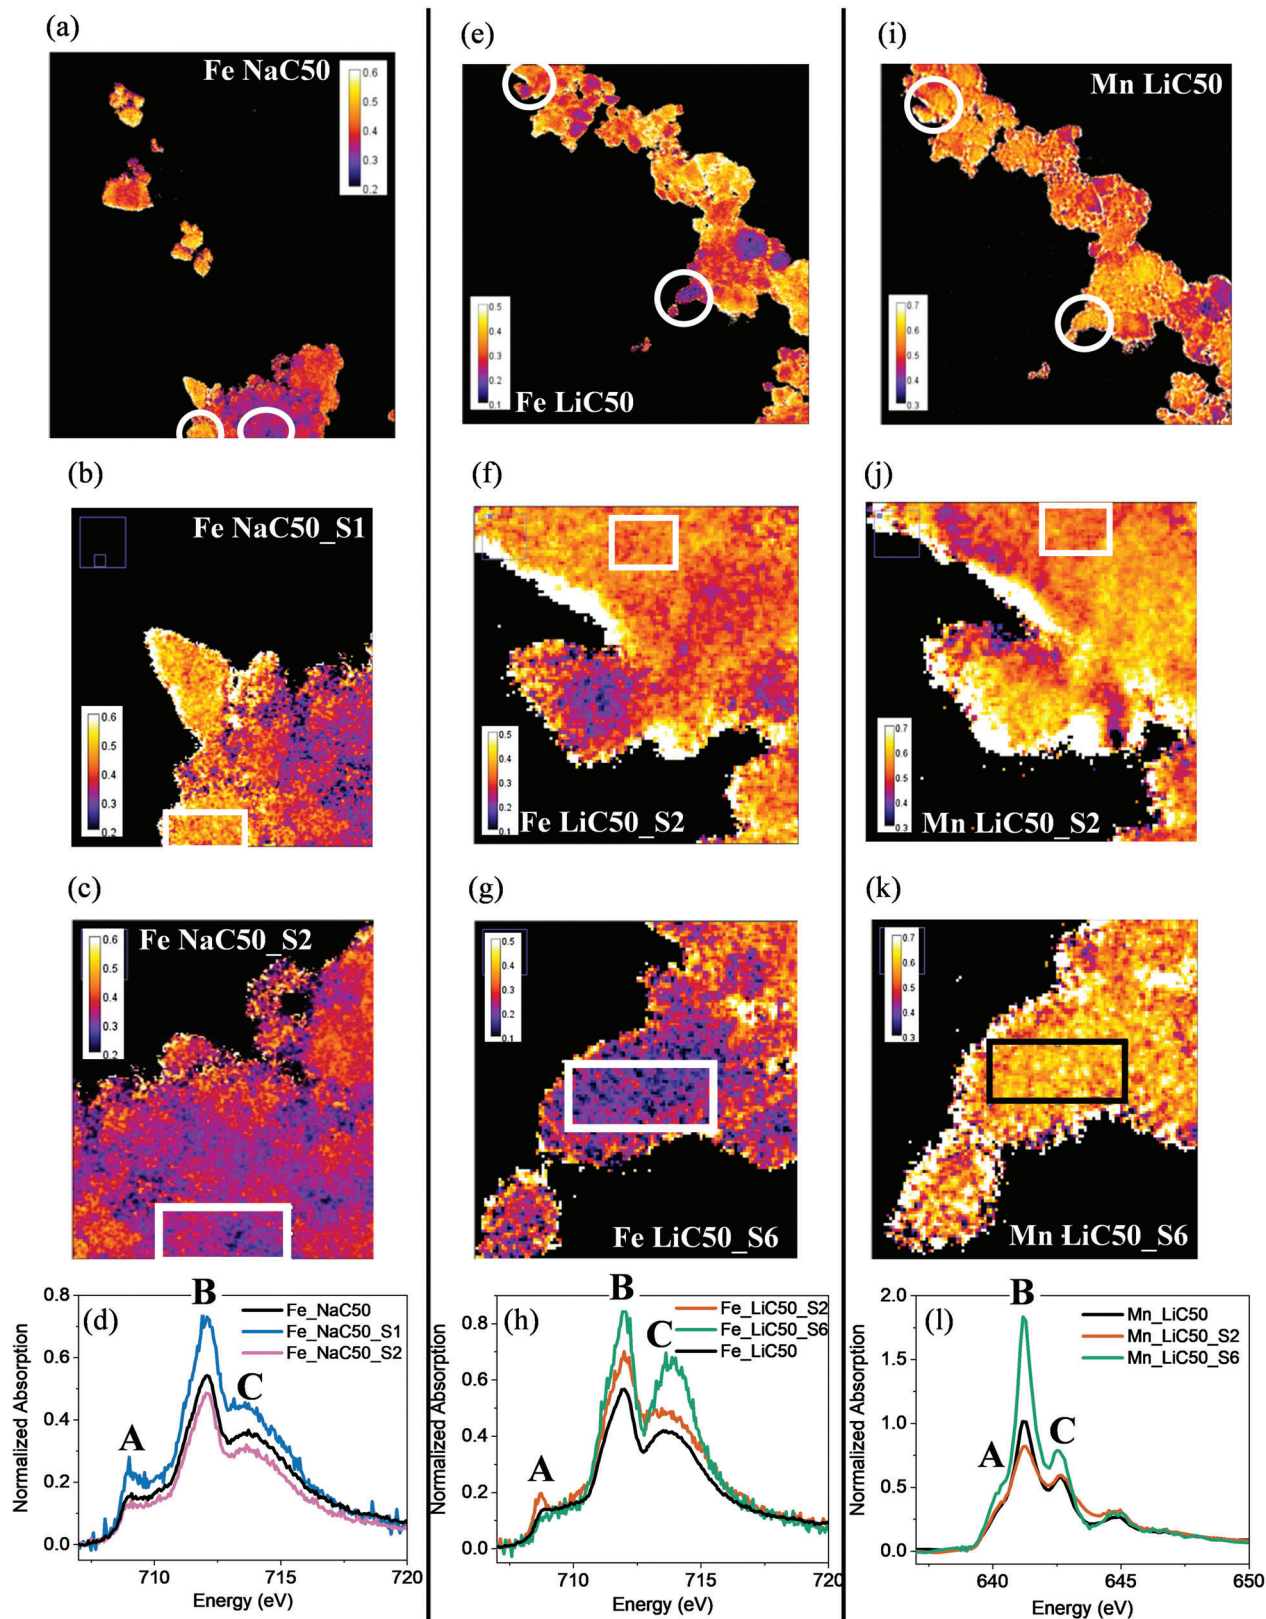 (a)
Fe NaC50
0.6
0.5
0.4
0.3
0.2
(b)
Fe NaC50_S1
0.6
0.5
0.4
0.3
0.2
(c)
Fe NaC50_S2
0.6
0.5
0.4
0.3
0.2
(d)
A
B
C
Fe_NaC50
Fe_NaC50_S1
Fe_NaC50_S2
Normalized Absorption
0.8
0.6
0.4
0.2
0.0
710
715
720
Energy (eV)
(e)
0.5
0.4
0.3
0.2
0.1
Fe LiC50
(f)
0.5
0.4
0.3
0.2
0.1
Fe LiC50_S2
(g)
0.5
0.4
0.3
0.2
0.1
Fe LiC50_S6
(h)
A
B
C
Fe_LiC50_S2
Fe_LiC50_S6
Fe_LiC50
Normalized Absorption
0.8
0.6
0.4
0.2
0.0
710
715
720
Energy (eV)
(i)
Mn LiC50
0.7
0.6
0.5
0.4
0.3
(j)
0.7
0.6
0.5
0.4
0.3
Mn LiC50_S2
(k)
0.7
0.6
0.5
0.4
0.3
Mn LiC50_S6
(l)
A
B
C
Mn_LiC50
Mn_LiC50_S2
Mn_LiC50_S6
Normalized Absorption
2.0
1.5
1.0
0.5
0.0
640
645
650
Energy (eV)